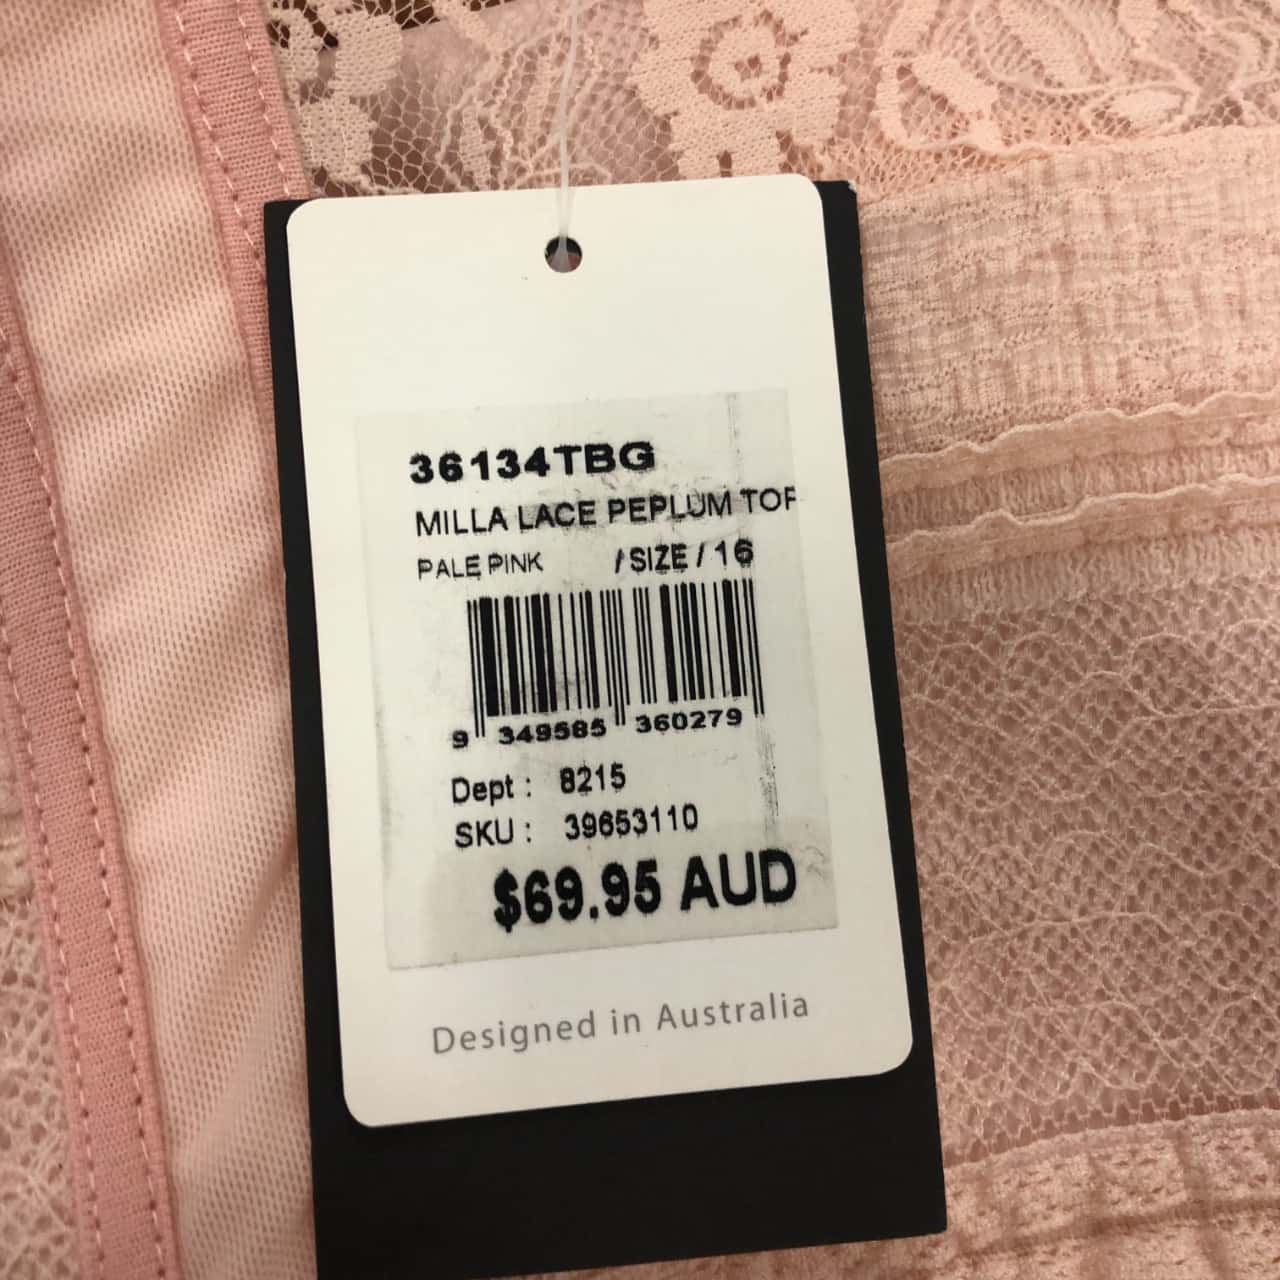 36134TBG
MILLA LACE PEPLUM TOP
PALE PINK / SIZE / 16
9 349585 360279
Dept : 8215
SKU : 39653110
$69.95 AUD
Designed in Australia